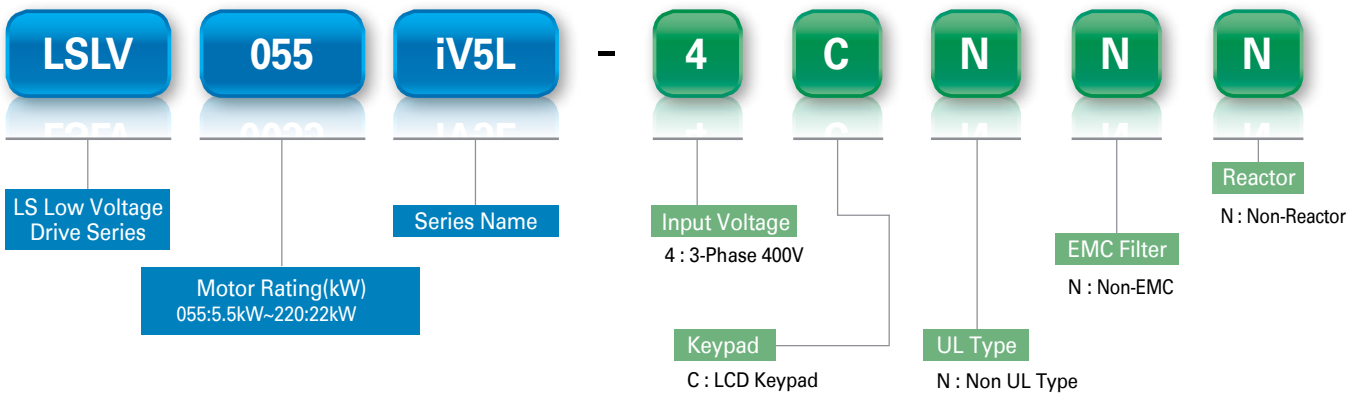 LSLV 055 iV5L - 4 C N N N
LS Low Voltage
Drive Series
Motor Rating(kW)
055:5.5kW~220:22kW
Series Name
Input Voltage
4 : 3-Phase 400V
Keypad
C : LCD Keypad
UL Type
N : Non UL Type
EMC Filter
N : Non-EMC
Reactor
N : Non-Reactor